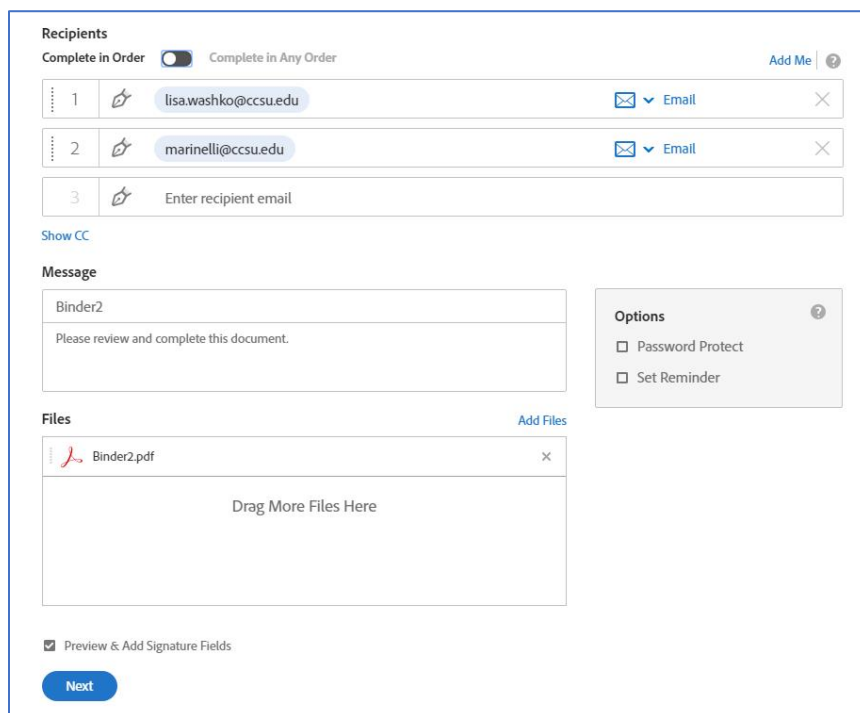 Recipients
Complete in Order Complete in Any Order Add Me ?
1 lisa.washko@ccsu.edu Email
2 marinelli@ccsu.edu Email
3 Enter recipient email
Show CC
Message
Binder2
Please review and complete this document.
Options ?
Password Protect
Set Reminder
Files Add Files
Binder2.pdf
Drag More Files Here
Preview & Add Signature Fields
Next